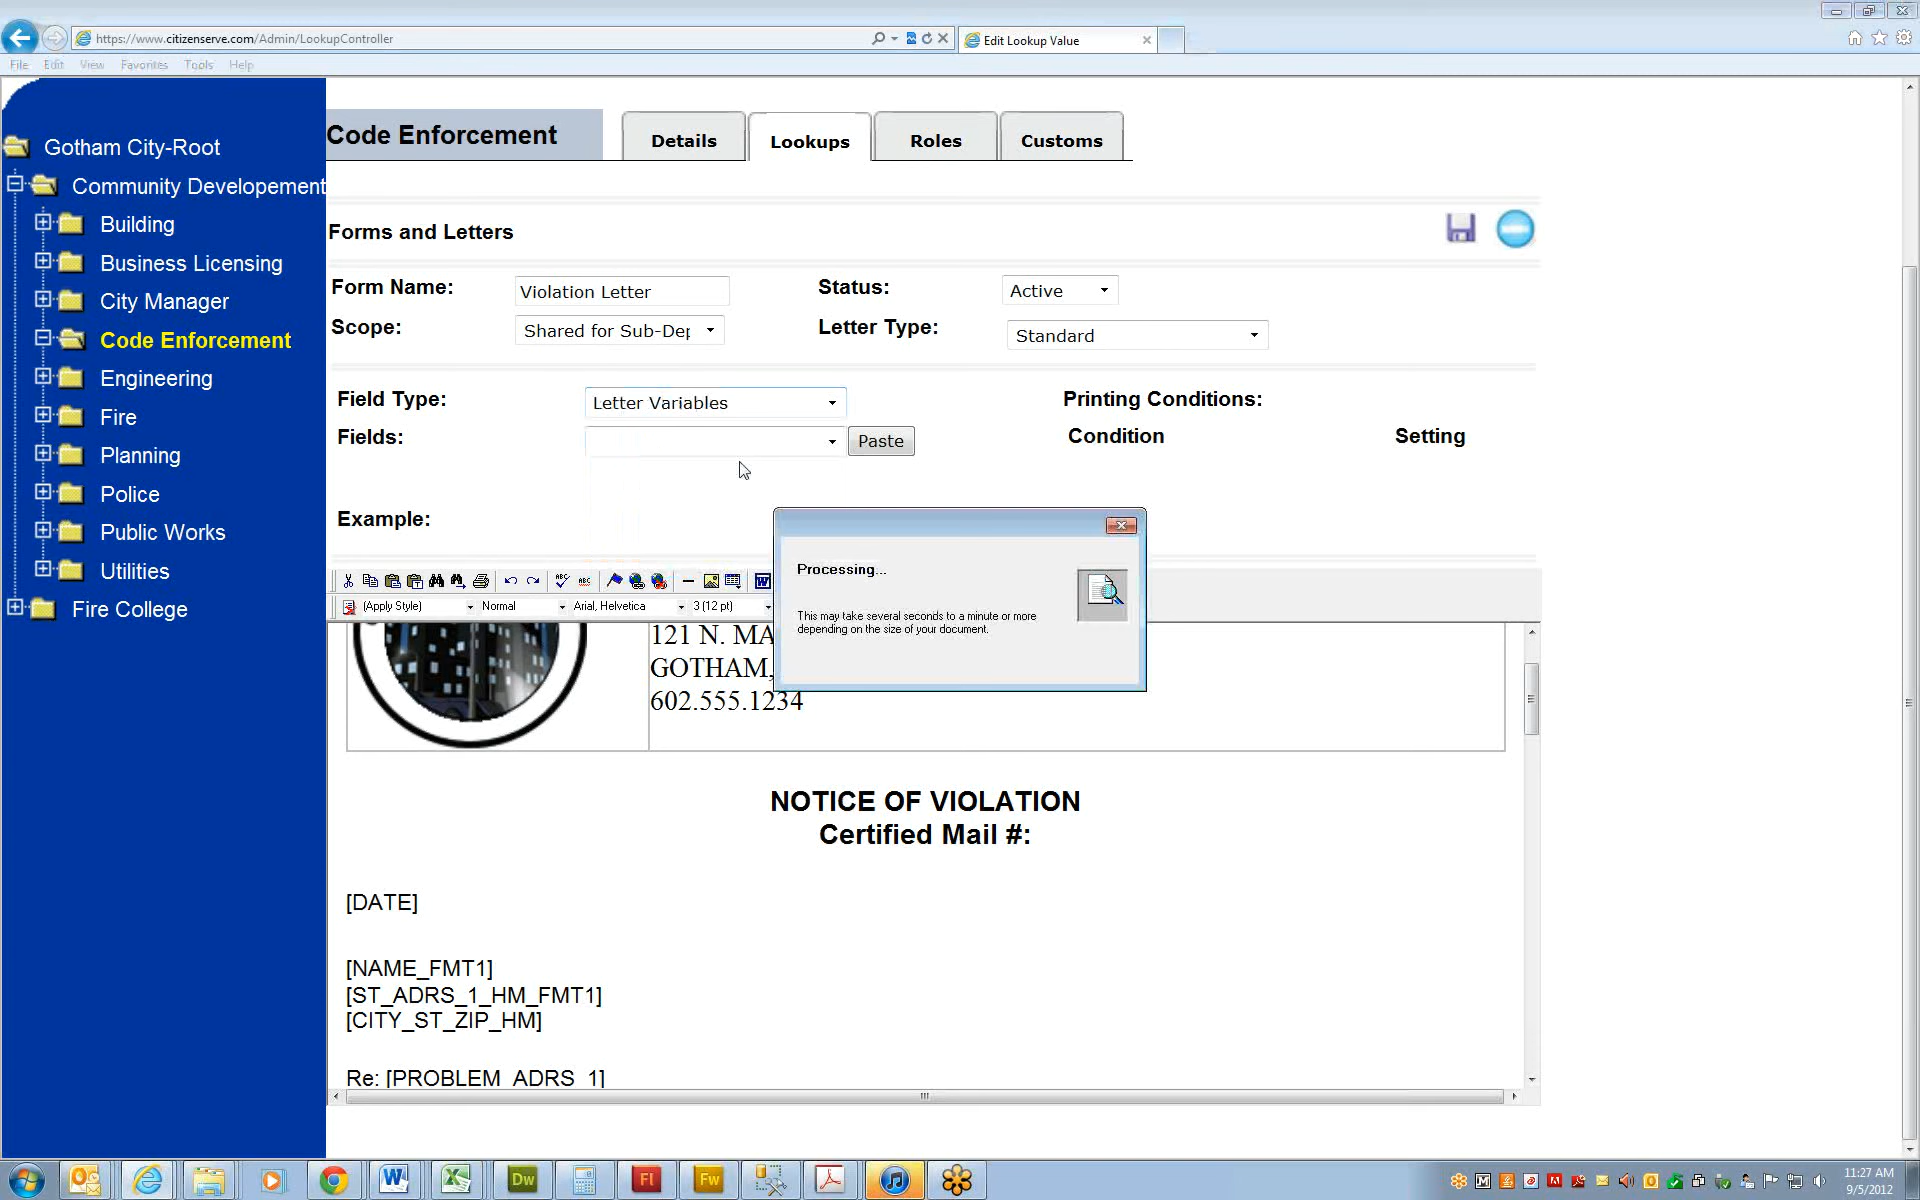 https://www.citizenserve.com/Admin/LookupController
Edit Lookup Value
File Edit View Favorites Tools Help
Gotham City-Root
Community Developement
Building
Business Licensing
City Manager
Code Enforcement
Engineering
Fire
Planning
Police
Public Works
Utilities
Fire College
Code Enforcement
Details Lookups Roles Customs
Forms and Letters
Form Name: Violation Letter Status: Active
Scope: Shared for Sub-Dep Letter Type: Standard
Field Type: Letter Variables Printing Conditions:
Fields: Paste Condition Setting
Example:
Processing...
This may take several seconds to a minute or more
depending on the size of your document.
(Apply Style) Normal Arial, Helvetica 3 (12 pt)
121 N. MA
GOTHAM,
602.555.1234
NOTICE OF VIOLATION
Certified Mail #:
[DATE]
[NAME_FMT1]
[ST_ADRS_1_HM_FMT1]
[CITY_ST_ZIP_HM]
Re: [PROBLEM_ADRS_1]
Dw Fl Fw
11:27 AM
9/5/2012